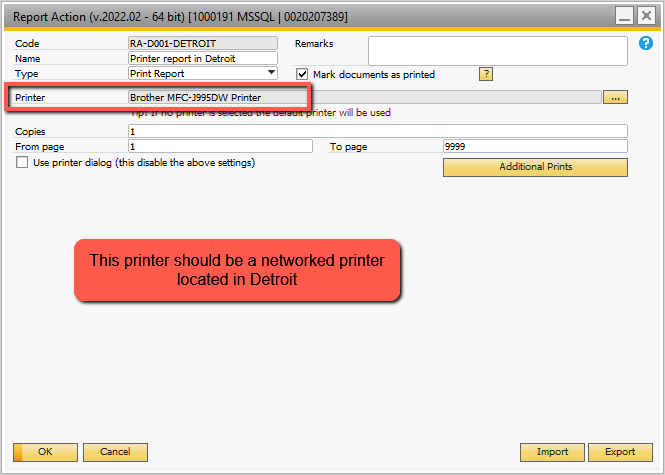 Report Action (v.2022.02 - 64 bit) [1000191 MSSQL | 0020207389]
Code RA-D001-DETROIT Remarks
Name Printer report in Detroit
Type Print Report Mark documents as printed ?
Printer Brother MFC-J995DW Printer ...
Tip: If no printer is selected the default printer will be used
Copies 1
From page 1 To page 9999
Use printer dialog (this disable the above settings)
Additional Prints
This printer should be a networked printer
located in Detroit
OK Cancel Import Export